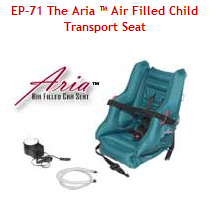 EP-71 The Aria ™ Air Filled Child
Transport Seat
Aria™
AIR FILLED CAR SEAT